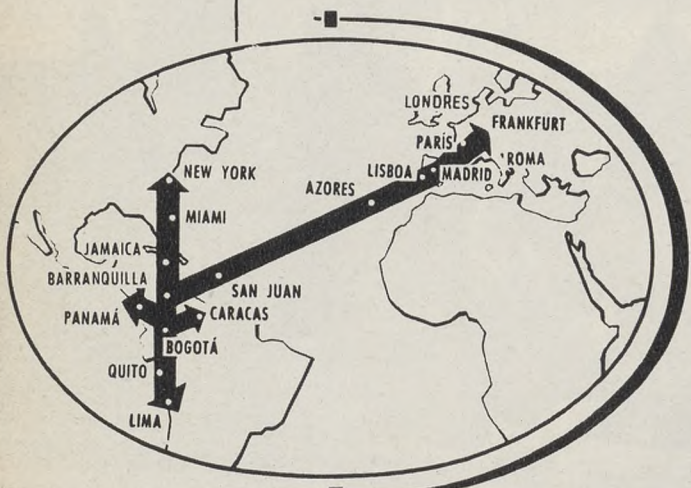 LONDRES
FRANKFURT
PARÍS
ROMA
LISBOA
MADRID
AZORES
NEW YORK
MIAMI
JAMAICA
BARRANQUILLA
SAN JUAN
PANAMÁ
CARACAS
BOGOTÁ
QUITO
LIMA